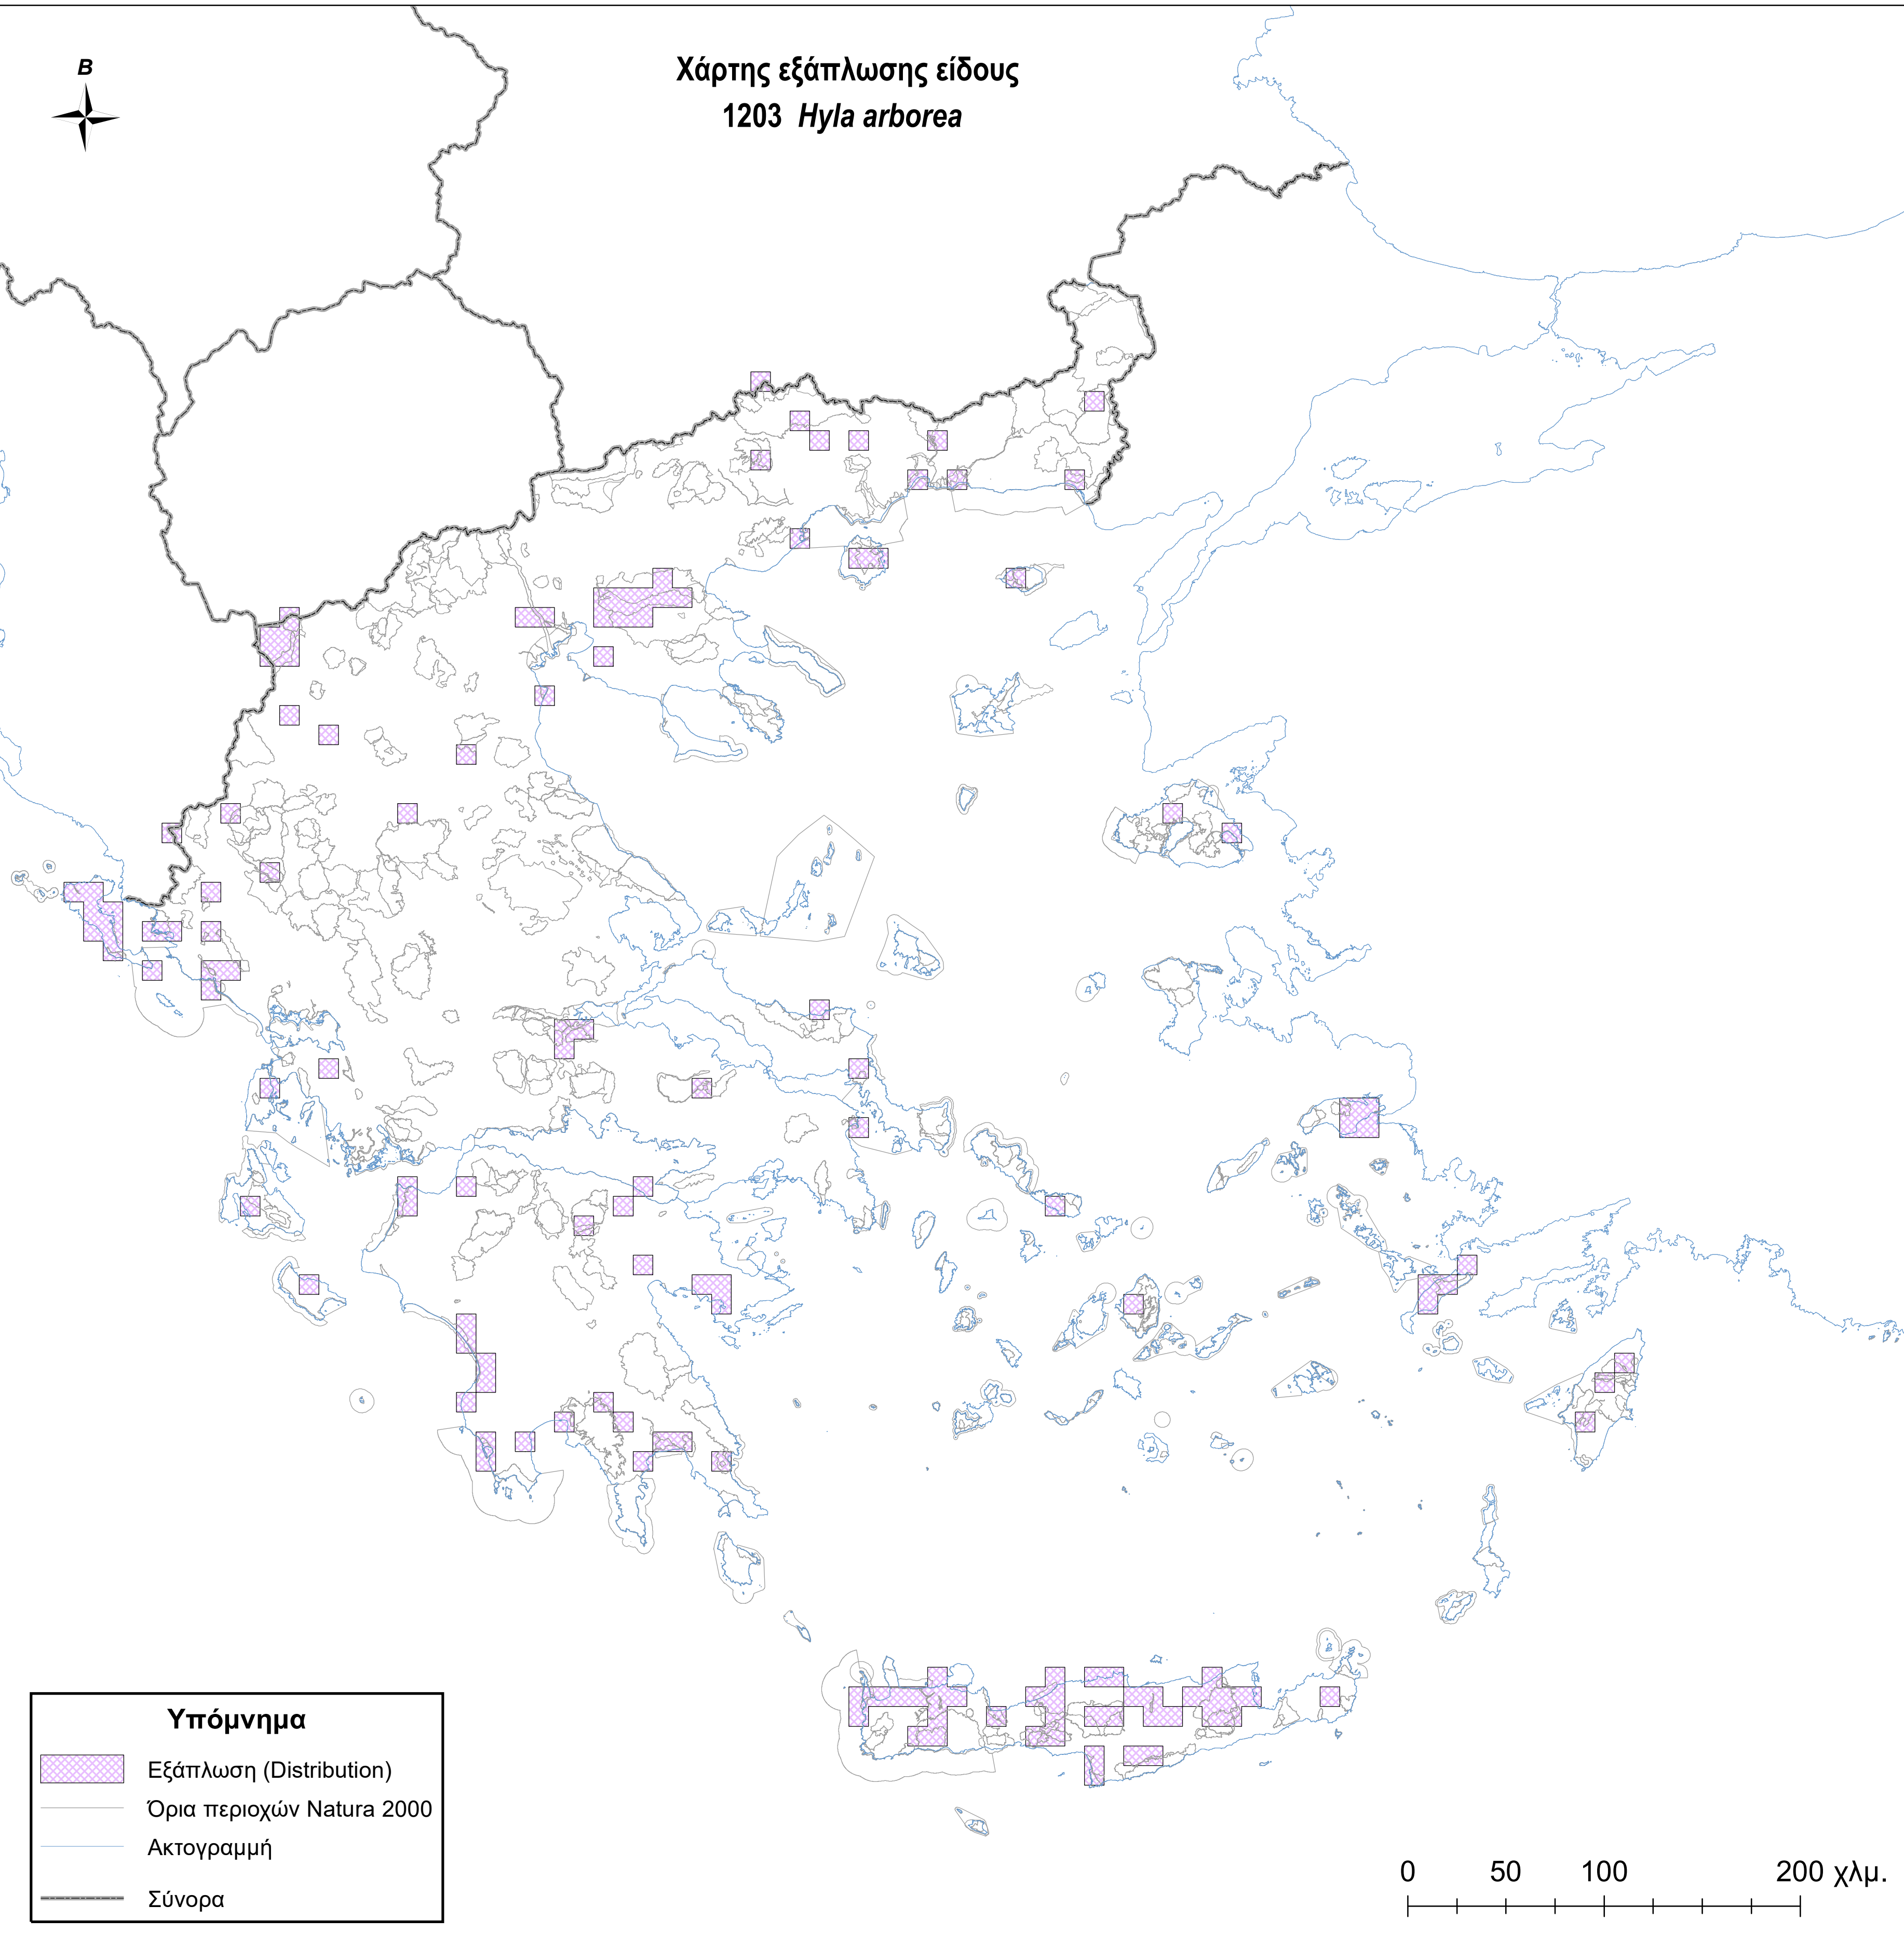 Χάρτης εξάπλωσης είδους
1203 Hyla arborea
B
Υπόμνημα
Εξάπλωση (Distribution)
Όρια περιοχών Natura 2000
Ακτογραμμή
Σύνορα
0 50 100 200 χλμ.